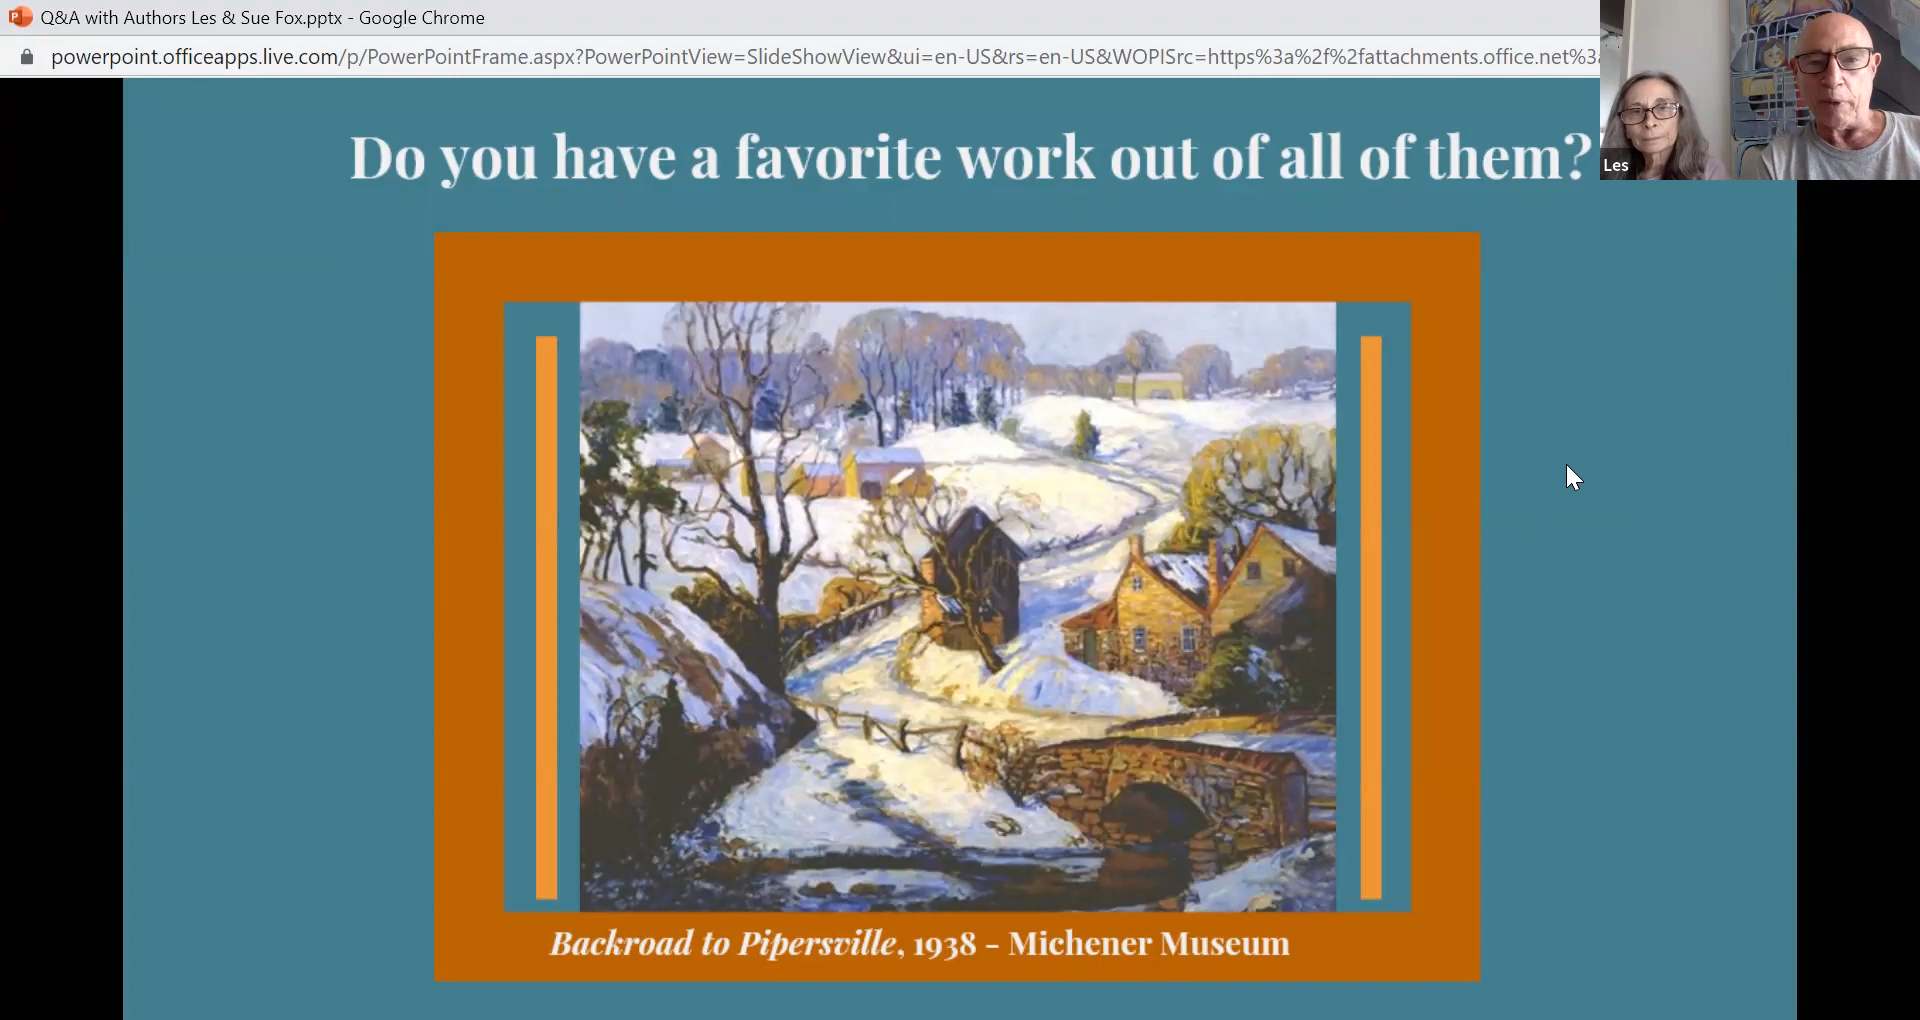 Q&A with Authors Les & Sue Fox.pptx - Google Chrome
powerpoint.officeapps.live.com/p/PowerPointFrame.aspx?PowerPointView=SlideShowView&ui=en-US&rs=en-US&WOPISrc=https%3a%2f%2fattachments.office.net%3a
Les
Do you have a favorite work out of all of them?
Backroad to Pipersville, 1938 - Michener Museum